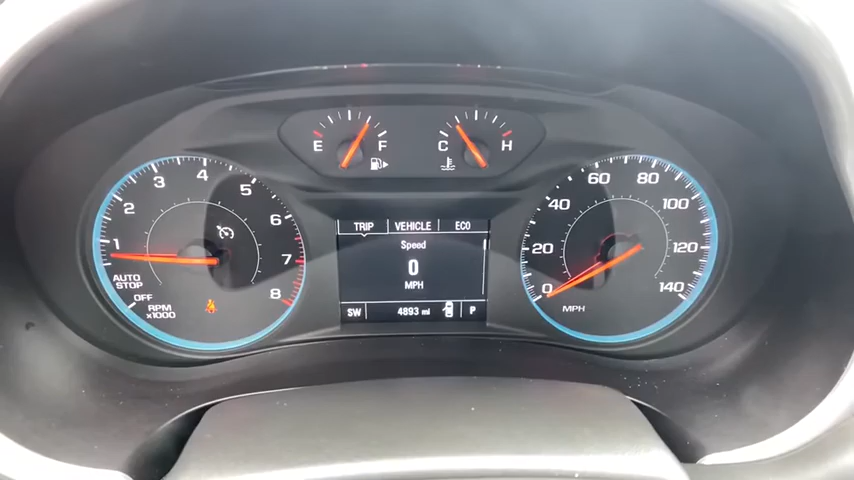 E F C H
1 2 3 4 5 6 7 8
AUTO
STOP
OFF
RPM
x1000
TRIP VEHICLE ECO
Speed
0
MPH
SW 4893 mi P
0 20 40 60 80 100 120 140
MPH